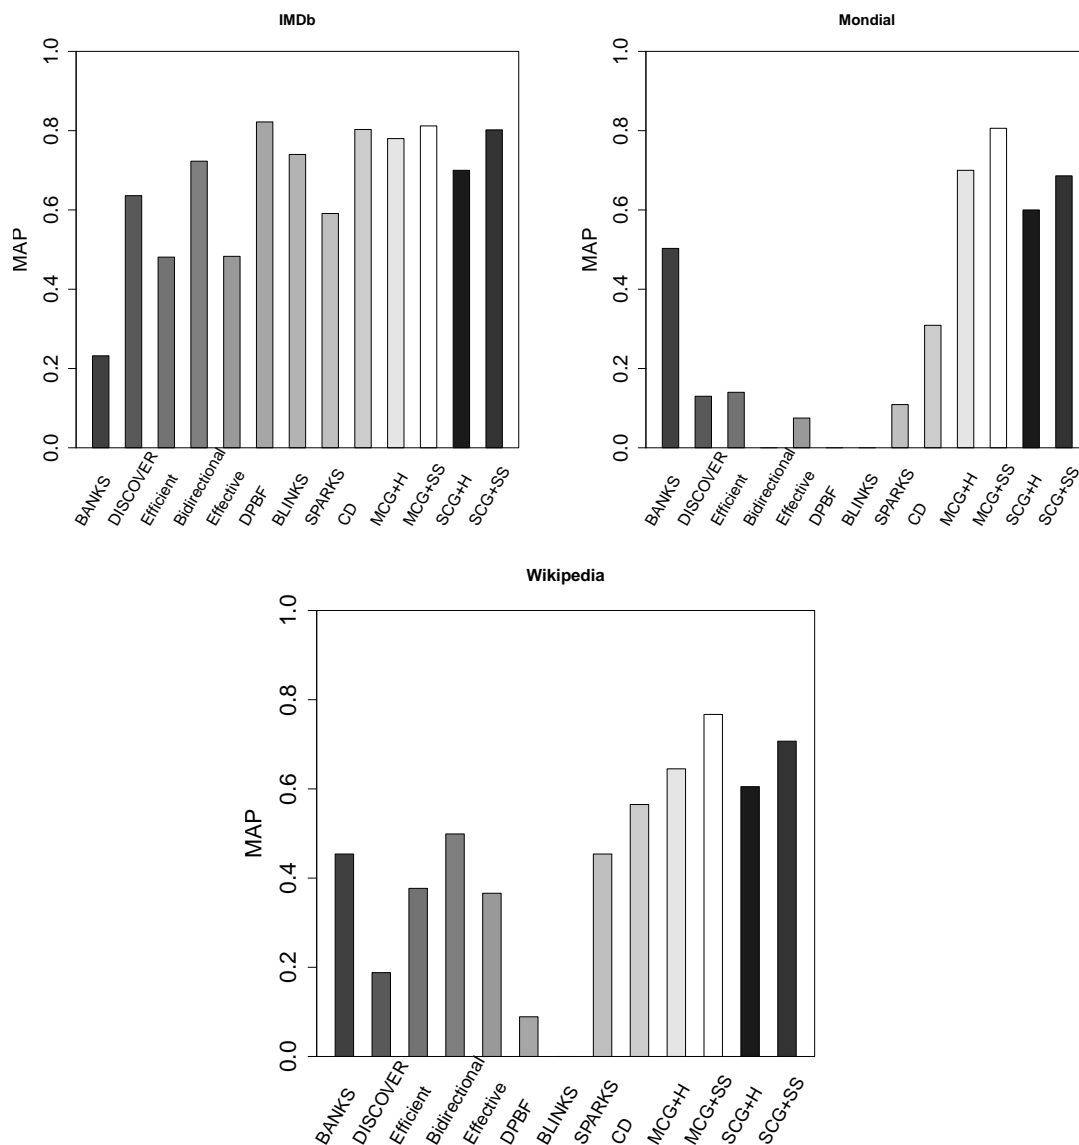 IMDb
MAP
1.0
0.8
0.6
0.4
0.2
0.0
BANKS
DISCOVER
Efficient
Bidirectional
Effective
DPBF
BLINKS
SPARKS
CD
MCG+H
MCG+SS
SCG+H
SCG+SS
Mondial
MAP
1.0
0.8
0.6
0.4
0.2
0.0
BANKS
DISCOVER
Efficient
Bidirectional
Effective
DPBF
BLINKS
SPARKS
CD
MCG+H
MCG+SS
SCG+H
SCG+SS
Wikipedia
MAP
1.0
0.8
0.6
0.4
0.2
0.0
BANKS
DISCOVER
Efficient
Bidirectional
Effective
DPBF
BLINKS
SPARKS
CD
MCG+H
MCG+SS
SCG+H
SCG+SS